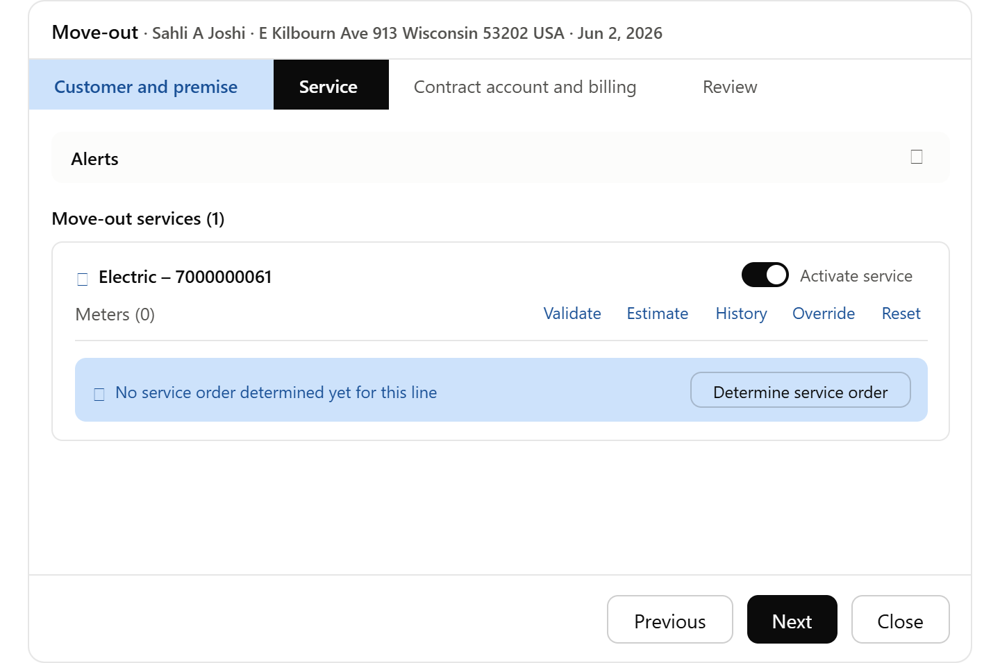 Move-out · Sahli A Joshi · E Kilbourn Ave 913 Wisconsin 53202 USA · Jun 2, 2026
Customer and premise Service Contract account and billing Review
Alerts
Move-out services (1)
Electric – 7000000061 Activate service
Meters (0) Validate Estimate History Override Reset
No service order determined yet for this line Determine service order
Previous Next Close